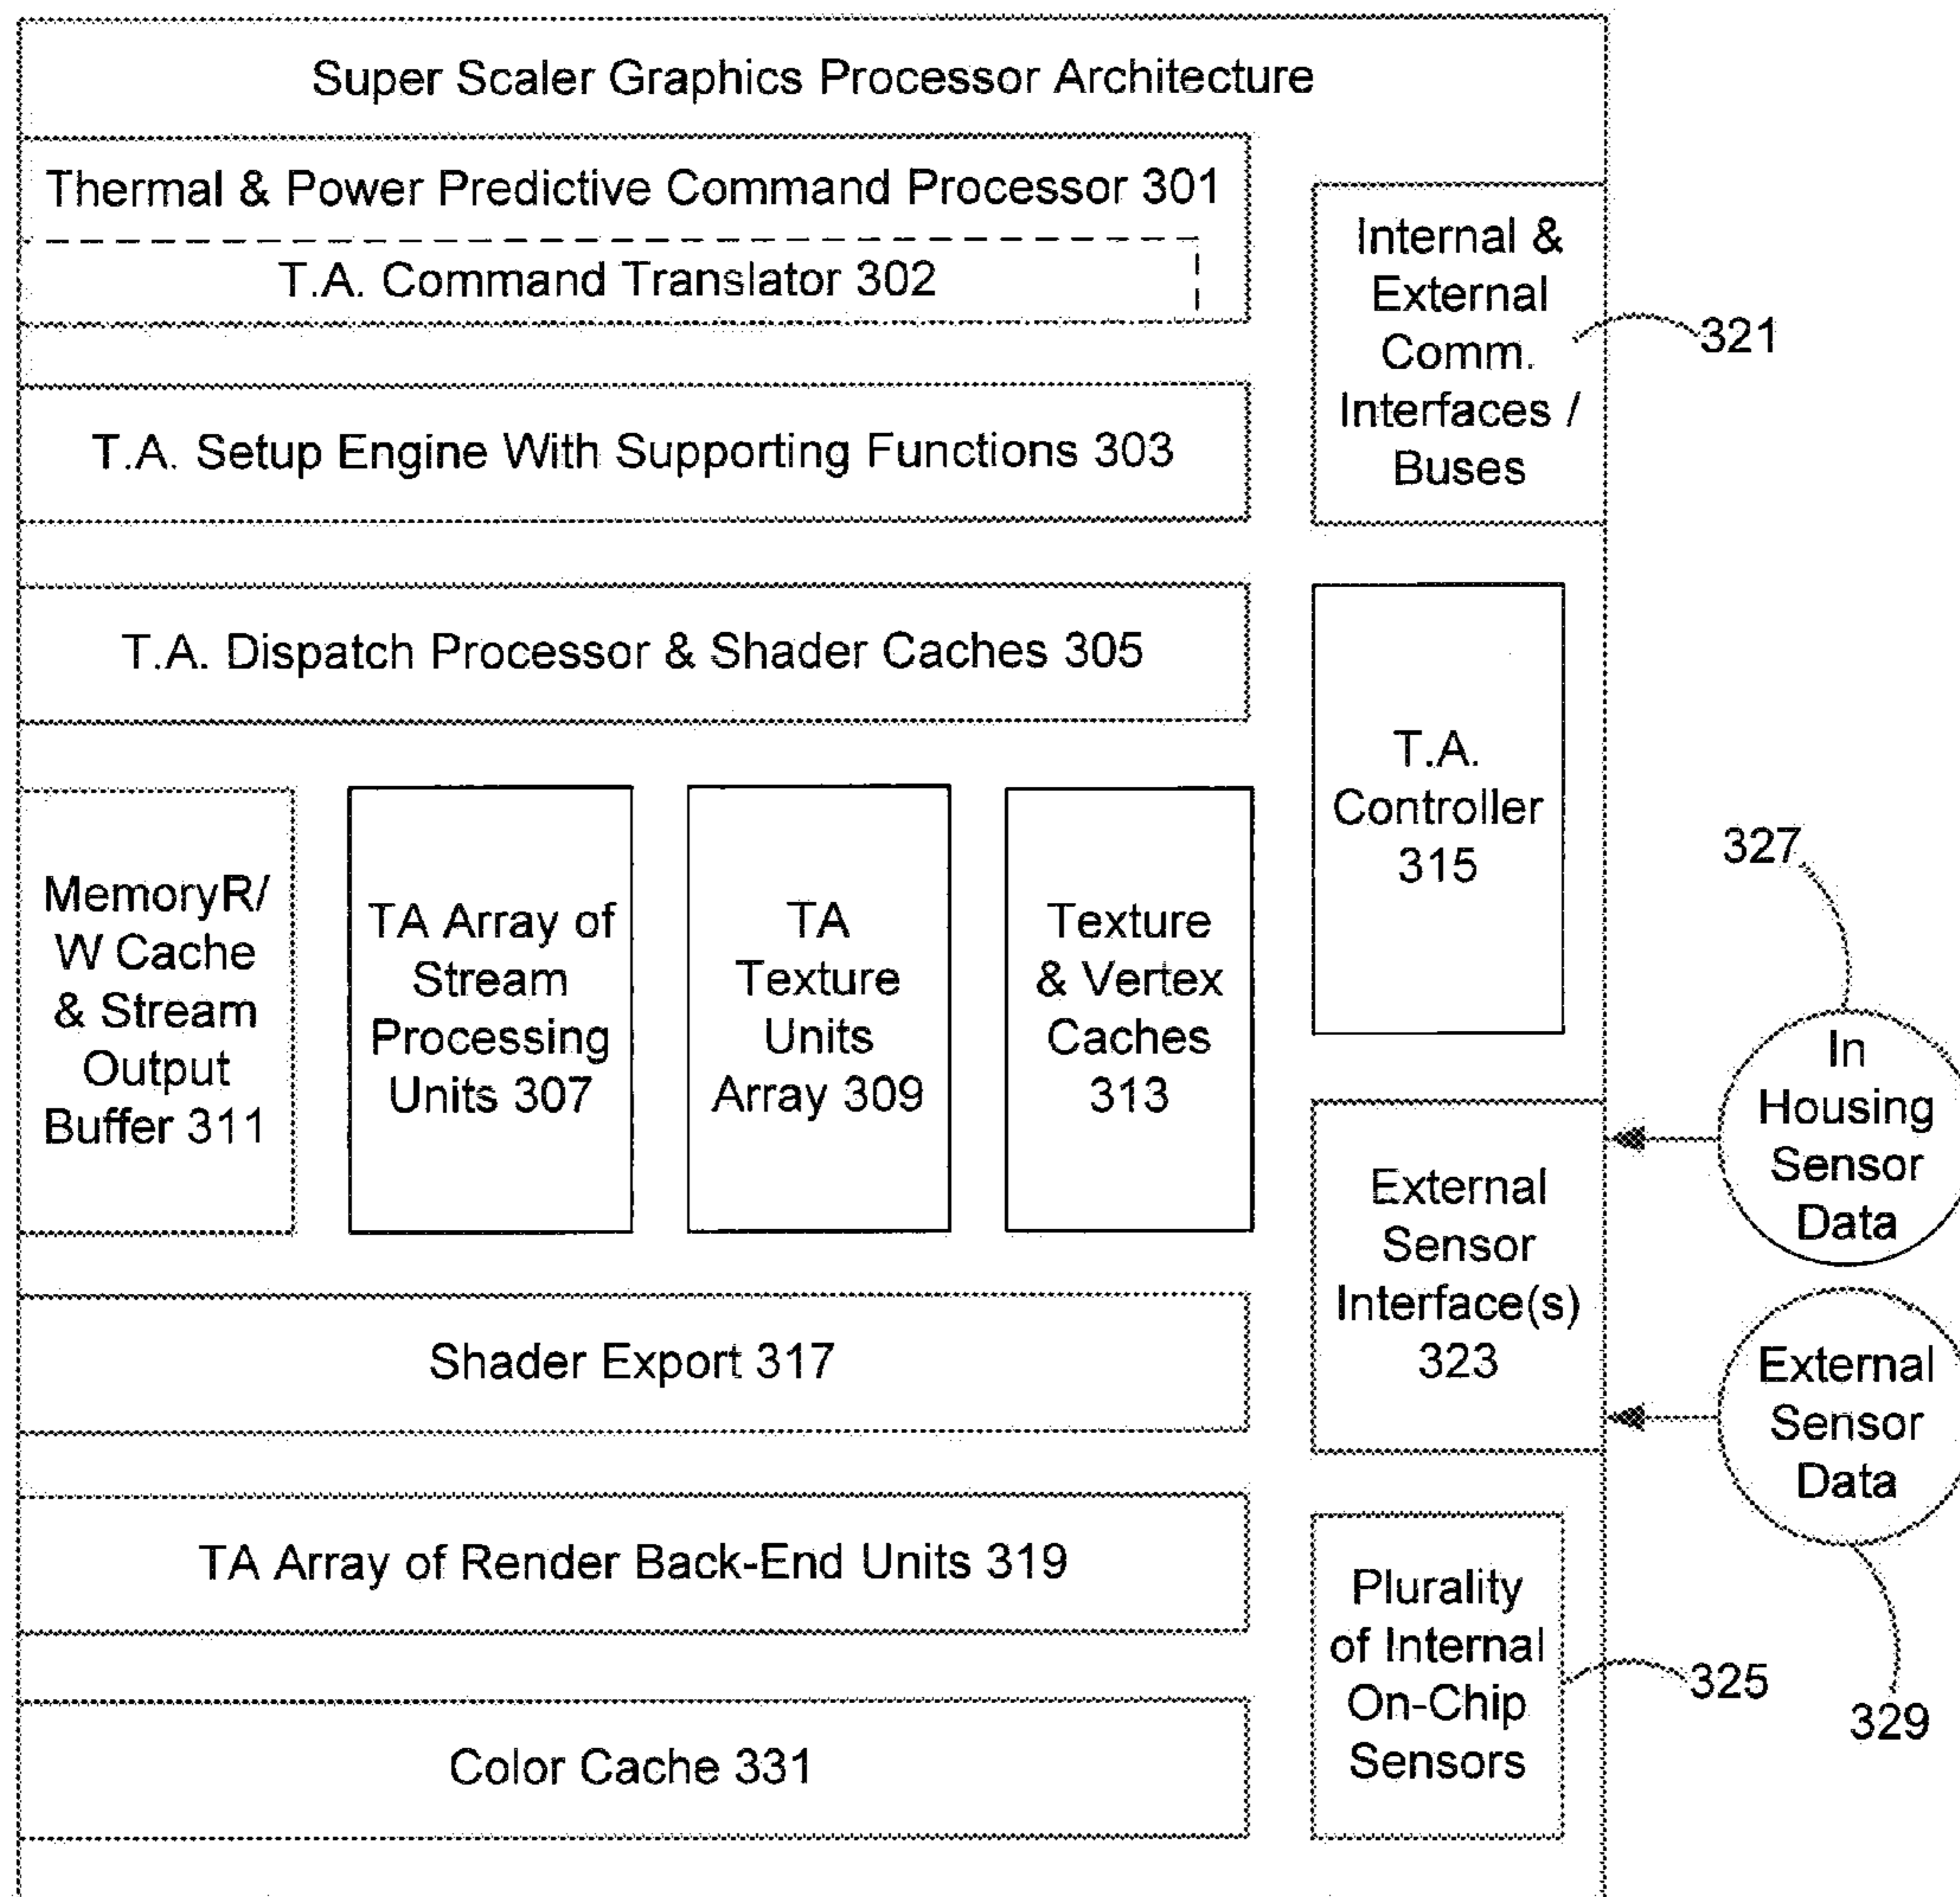 Super Scaler Graphics Processor Architecture
Thermal & Power Predictive Command Processor 301
T.A. Command Translator 302
T.A. Setup Engine With Supporting Functions 303
T.A. Dispatch Processor & Shader Caches 305
MemoryR/
W Cache
& Stream
Output
Buffer 311
TA Array of
Stream
Processing
Units 307
TA
Texture
Units
Array 309
Texture
& Vertex
Caches
313
Shader Export 317
TA Array of Render Back-End Units 319
Color Cache 331
Internal &
External
Comm.
Interfaces /
Buses
321
T.A.
Controller
315
External
Sensor
Interface(s)
323
Plurality
of Internal
On-Chip
Sensors
325
327
In
Housing
Sensor
Data
External
Sensor
Data
329